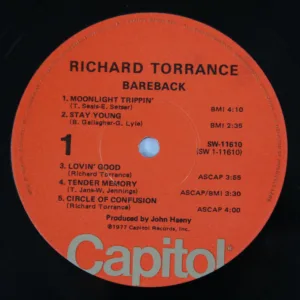 RICHARD TORRANCE
BAREBACK
1. MOONLIGHT TRIPPIN'
(T. Seals-E. Setser) BMI 4:10
2. STAY YOUNG
(B. Gallagher-G. Lyle) BMI 2:35
1 SW-11610
(SW 1-11610)
3. LOVIN' GOOD
(Richard Torrance) ASCAP 3:55
4. TENDER MEMORY
(T. Jans-W. Jennings) ASCAP/BMI 3:30
5. CIRCLE OF CONFUSION
(Richard Torrance) ASCAP 4:00
Produced by John Haeny
℗1977 Capitol Records, Inc.
Capitol